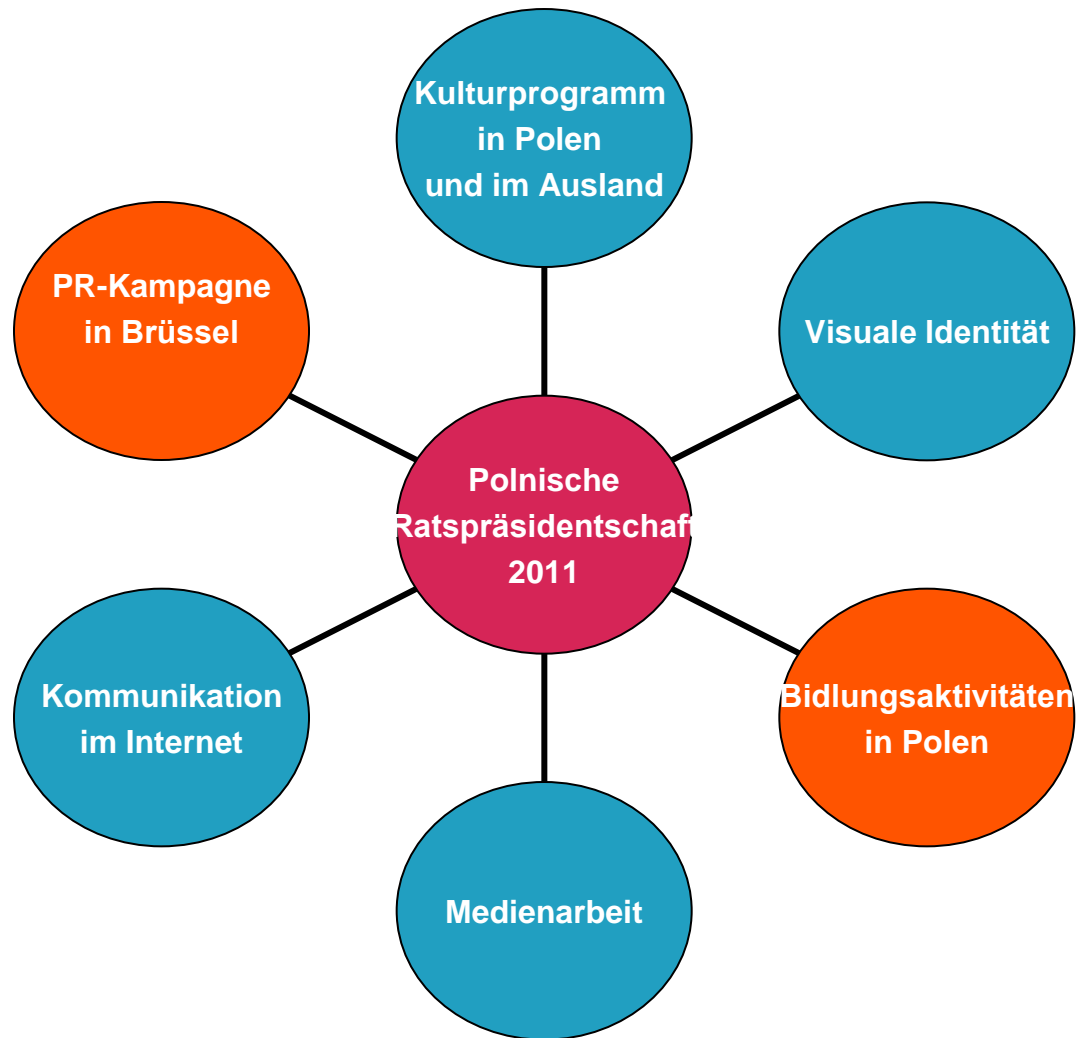 Kulturprogramm
in Polen
und im Ausland
PR-Kampagne
in Brüssel
Visuale Identität
Polnische
Ratspräsidentschaft
2011
Kommunikation
im Internet
Bidlungsaktivitäten
in Polen
Medienarbeit